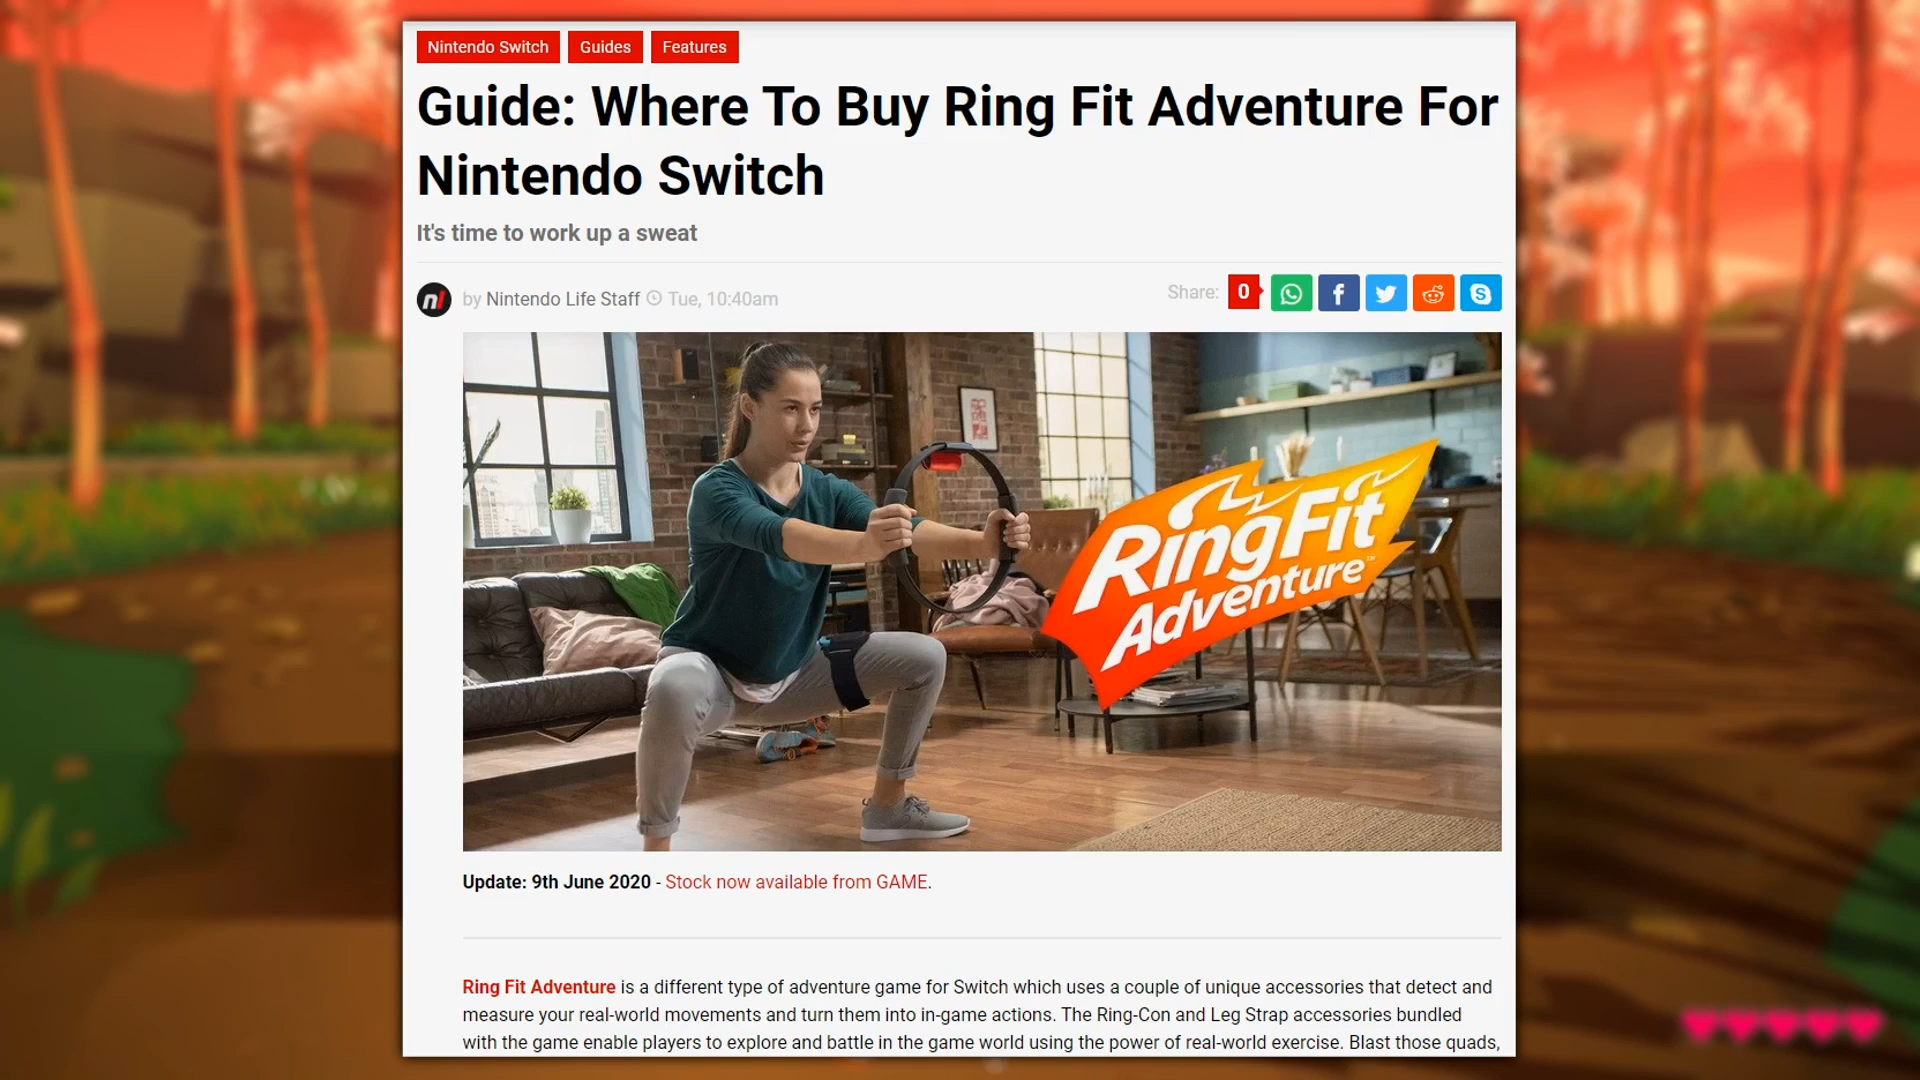 Nintendo Switch Guides Features
Guide: Where To Buy Ring Fit Adventure For
Nintendo Switch
It's time to work up a sweat
nl by Nintendo Life Staff Tue, 10:40am
Share: 0
RingFit
Adventure™
Update: 9th June 2020 - Stock now available from GAME.
Ring Fit Adventure is a different type of adventure game for Switch which uses a couple of unique accessories that detect and
measure your real-world movements and turn them into in-game actions. The Ring-Con and Leg Strap accessories bundled
with the game enable players to explore and battle in the game world using the power of real-world exercise. Blast those quads,